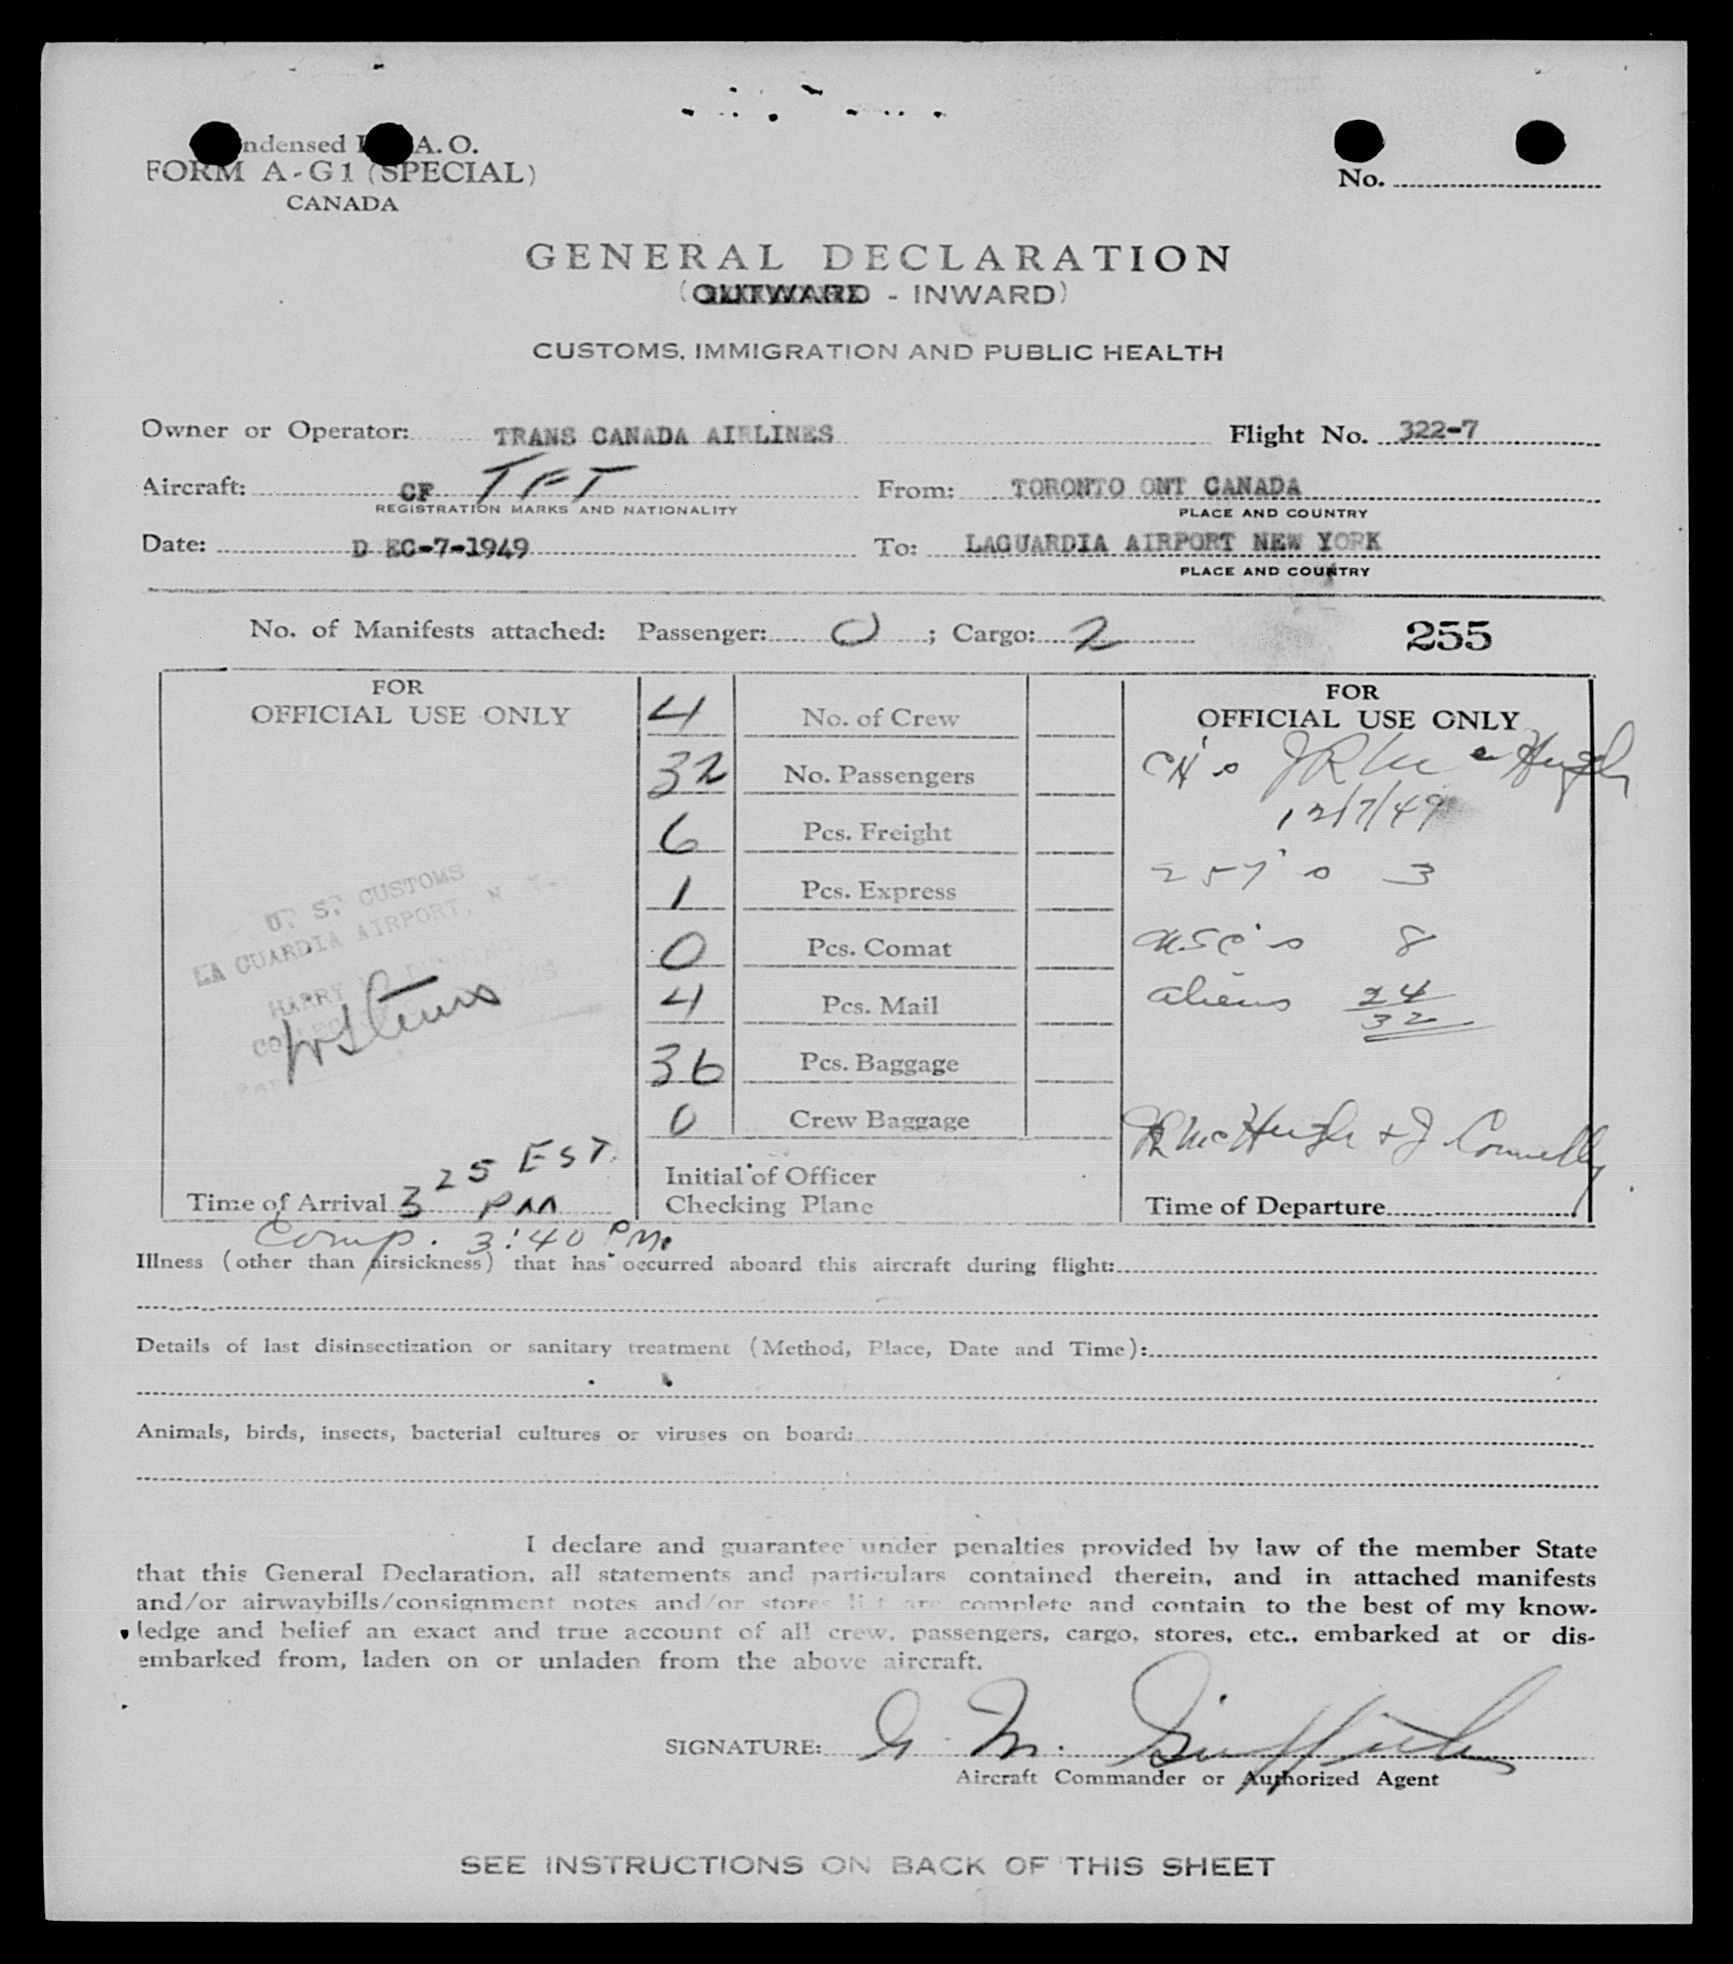 ndensed I A. O.
FORM A-G1 (SPECIAL)
CANADA
No.
GENERAL DECLARATION
(OUTWARD - INWARD)
CUSTOMS, IMMIGRATION AND PUBLIC HEALTH
Owner or Operator: TRANS CANADA AIRLINES Flight No. 322-7
Aircraft: CF TFT From: TORONTO ONT CANADA
REGISTRATION MARKS AND NATIONALITY PLACE AND COUNTRY
Date: D EC-7-1949 To: LAGUARDIA AIRPORT NEW YORK
PLACE AND COUNTRY
No. of Manifests attached: Passenger: 0 ; Cargo: 2 255
FOR
OFFICIAL USE ONLY
U. S. CUSTOMS
LA GUARDIA AIRPORT, N. Y.
HARRY
Time of Arrival 3 25 EST PM
Comp. 3:40 PM.
4 No. of Crew
32 No. Passengers
6 Pcs. Freight
1 Pcs. Express
0 Pcs. Comat
4 Pcs. Mail
36 Pcs. Baggage
0 Crew Baggage
Initial of Officer
Checking Plane
FOR
OFFICIAL USE ONLY
CH's JR McHugh
12/7/49
257's 3
USC's 8
aliens 24
32
JR McHugh + J Connelly
Time of Departure
Illness (other than airsickness) that has occurred aboard this aircraft during flight:
Details of last disinsectization or sanitary treatment (Method, Place, Date and Time):
Animals, birds, insects, bacterial cultures or viruses on board:
I declare and guarantee under penalties provided by law of the member State
that this General Declaration, all statements and particulars contained therein, and in attached manifests
and/or airwaybills/consignment notes and/or stores list are complete and contain to the best of my know-
ledge and belief an exact and true account of all crew, passengers, cargo, stores, etc., embarked at or dis-
embarked from, laden on or unladen from the above aircraft.
SIGNATURE: G. M.
Aircraft Commander or Authorized Agent
SEE INSTRUCTIONS ON BACK OF THIS SHEET